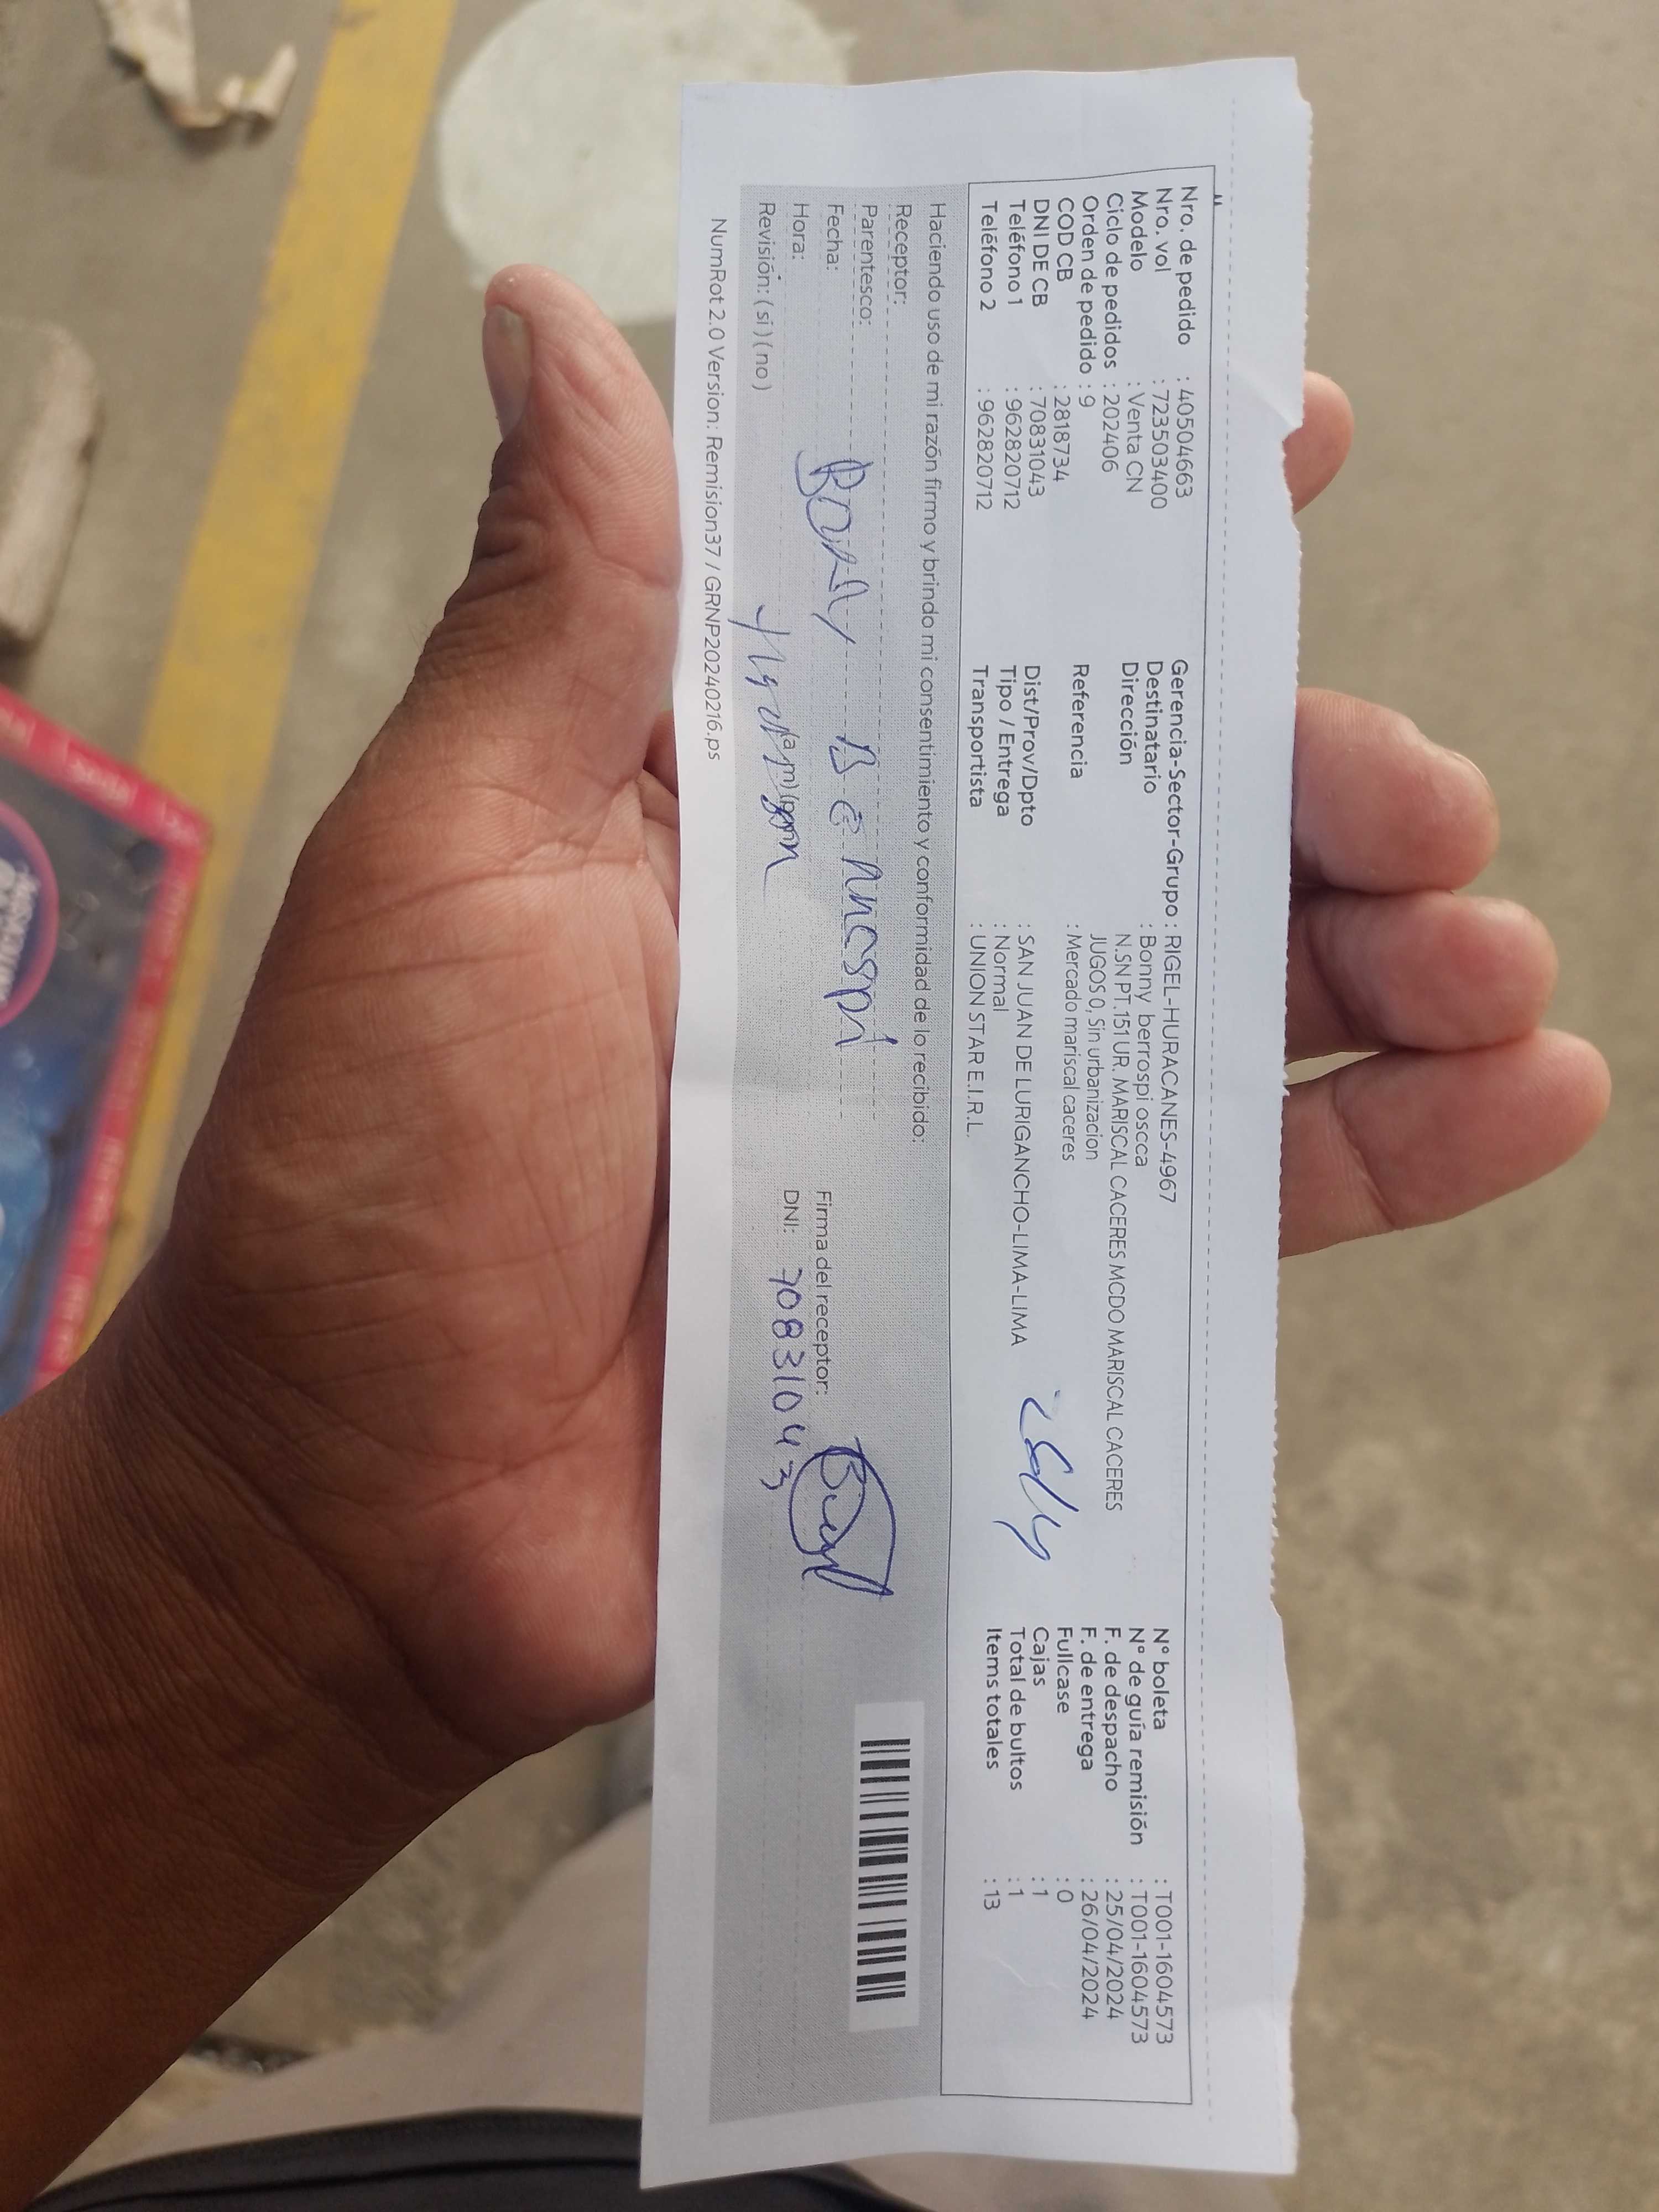 Nro. de pedido : 40504663
Nro. vol : 723503400
Modelo : Venta CN
Ciclo de pedidos : 202406
Orden de pedido : 9
COD CB : 2818734
DNI DE CB : 70831043
Teléfono 1 : 962820712
Teléfono 2 : 962820712
Gerencia-Sector-Grupo : RIGEL-HURACANES-4967
Destinatario : Bonny berrospi oscca
Dirección N.SN PT.151 UR. MARISCAL CACERES MCDO MARISCAL CACERES
JUGOS 0, Sin urbanizacion
Referencia : Mercado mariscal caceres
Dist/Prov/Dpto : SAN JUAN DE LURIGANCHO-LIMA-LIMA
Tipo / Entrega : Normal
Transportista : UNION STAR E.I.R.L.
N° boleta : T001-1604573
N° de guía remisión : T001-1604573
F. de despacho : 25/04/2024
F. de entrega : 26/04/2024
Fullcase : 0
Cajas : 1
Total de bultos : 1
Items totales : 13
Haciendo uso de mi razón firmo y brindo mi consentimiento y conformidad de lo recibido:
Receptor:
Parentesco:
Fecha:
Hora: (a.m)
Revisión: ( si ) ( no )
Firma del receptor:
DNI: 70831043
NumRot 2.0 Version: Remision37 / GRNP20240216.ps